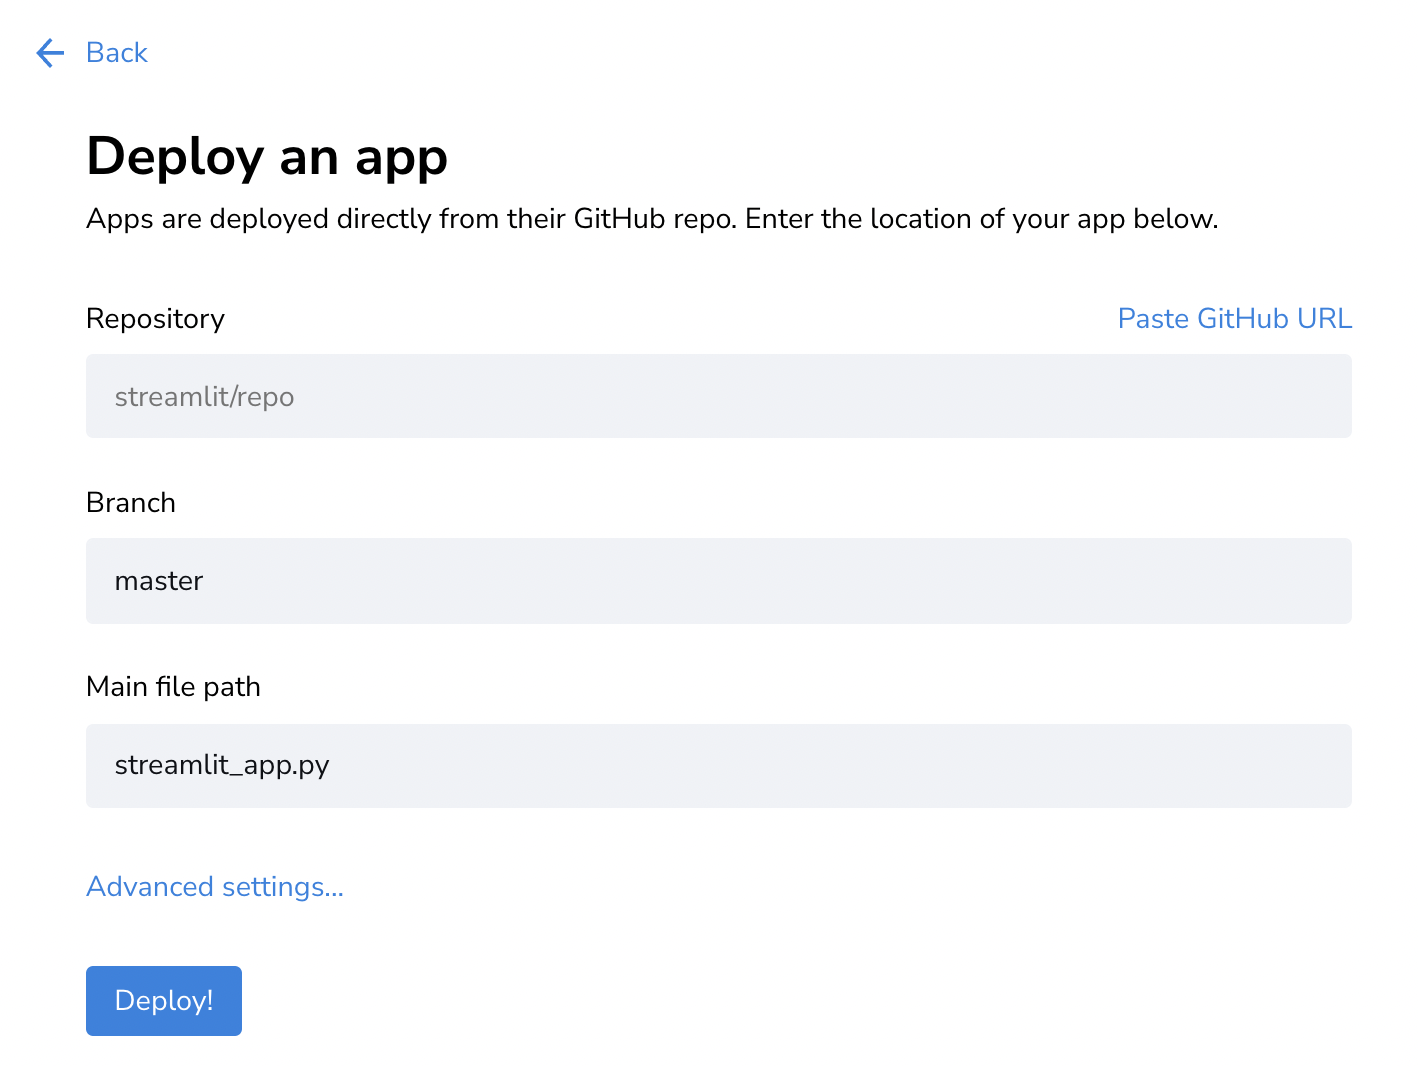 Back
Deploy an app
Apps are deployed directly from their GitHub repo. Enter the location of your app below.
Repository
Paste GitHub URL
streamlit/repo
Branch
master
Main file path
streamlit_app.py
Advanced settings...
Deploy!